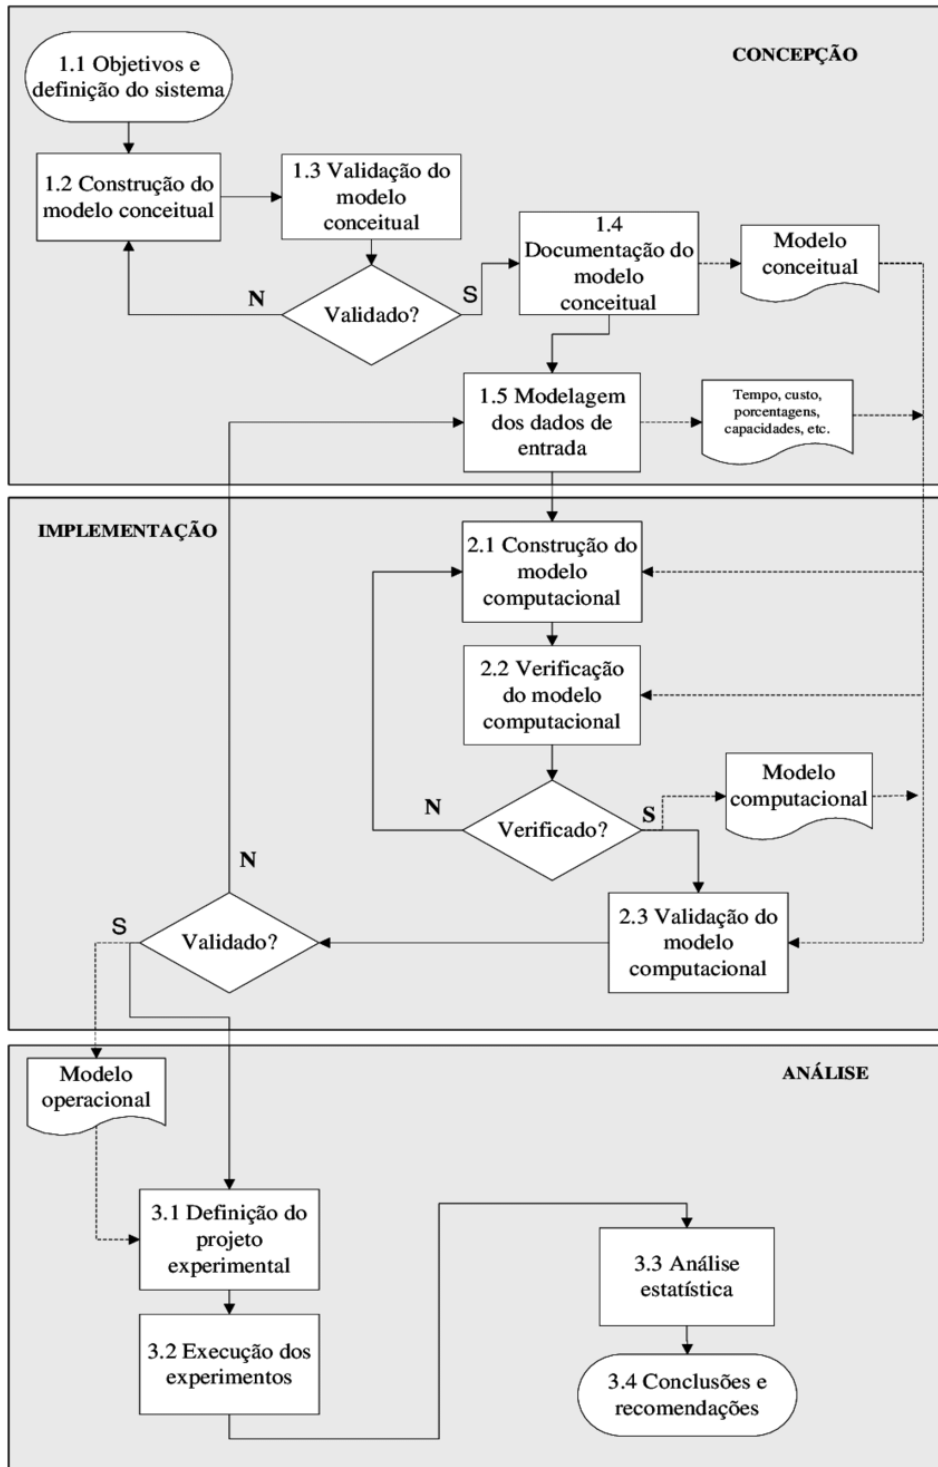 CONCEPÇÃO
1.1 Objetivos e
definição do sistema
1.2 Construção do
modelo conceitual
1.3 Validação do
modelo
conceitual
Validado?
N
S
1.4
Documentação do
modelo
conceitual
Modelo
conceitual
1.5 Modelagem
dos dados de
entrada
Tempo, custo,
porcentagens,
capacidades, etc.
IMPLEMENTAÇÃO
2.1 Construção do
modelo
computacional
2.2 Verificação
do modelo
computacional
Verificado?
N
S
Modelo
computacional
2.3 Validação do
modelo
computacional
Validado?
N
S
ANÁLISE
Modelo
operacional
3.1 Definição do
projeto
experimental
3.2 Execução dos
experimentos
3.3 Análise
estatística
3.4 Conclusões e
recomendações